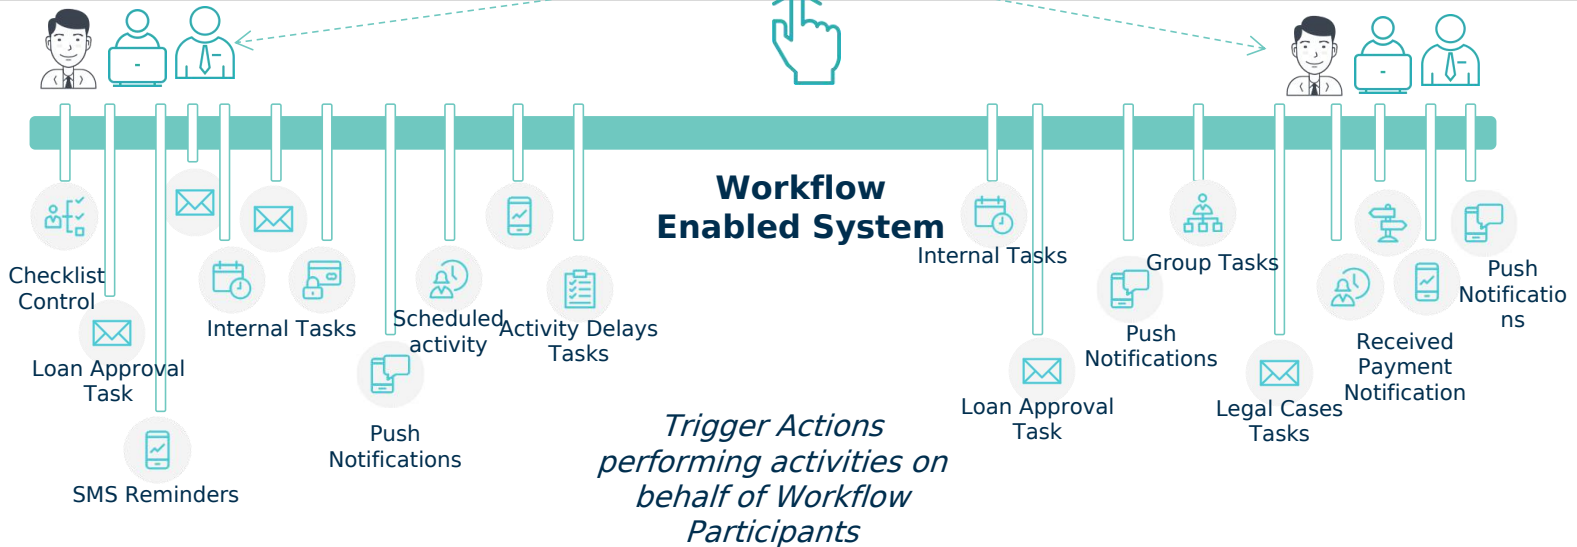 Workflow
Enabled System
Checklist
Control
Loan Approval
Task
SMS Reminders
Internal Tasks
Push
Notifications
Scheduled
activity
Activity Delays
Tasks
Trigger Actions
performing activities on
behalf of Workflow
Participants
Internal Tasks
Loan Approval
Task
Push
Notifications
Group Tasks
Legal Cases
Tasks
Received
Payment
Notification
Push
Notificatio
ns